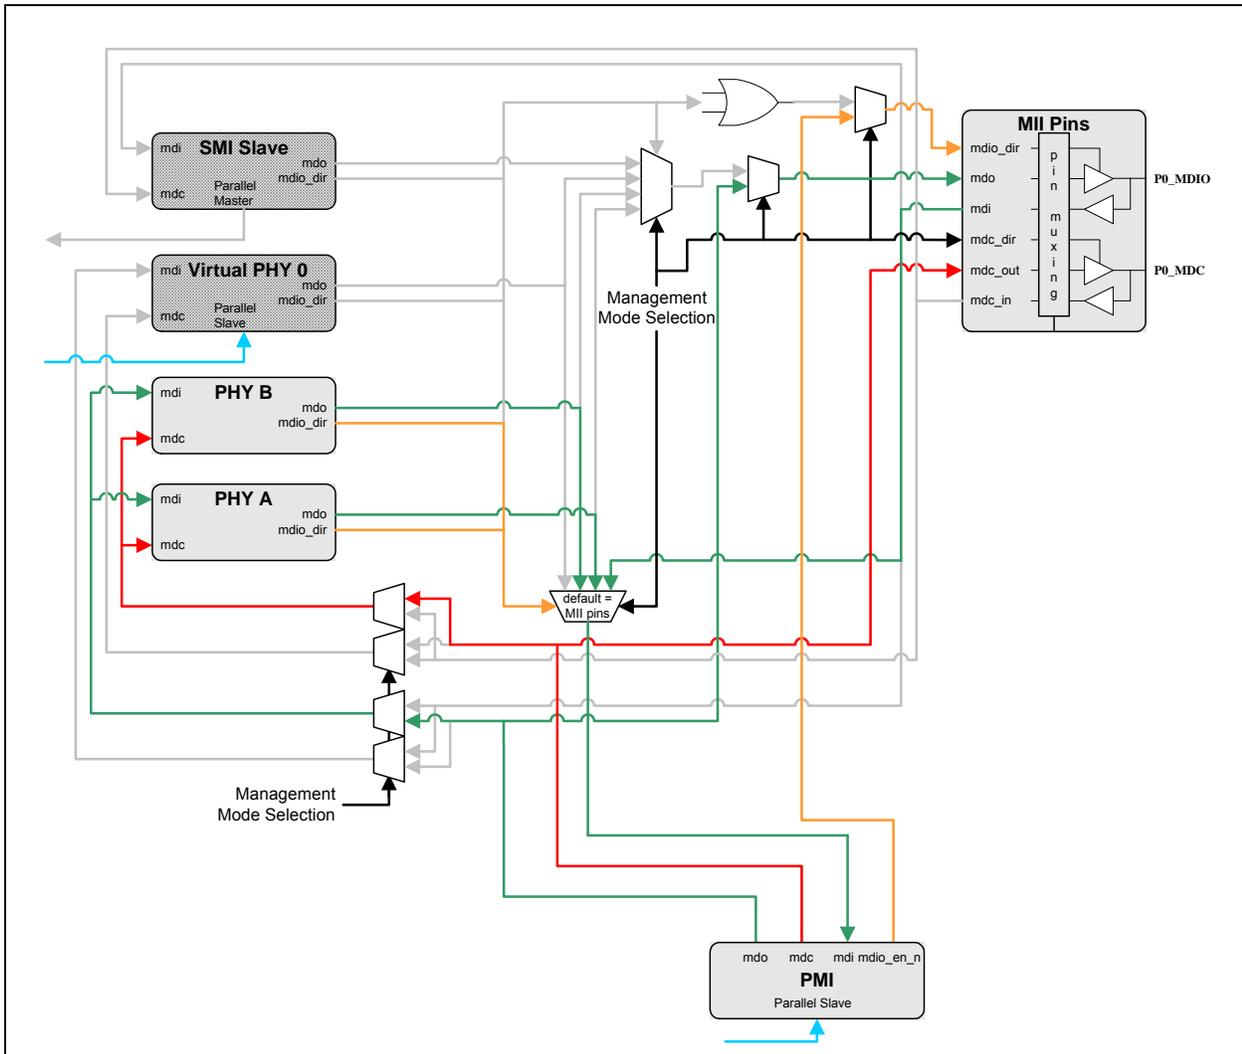 MII Pins
mdio_dir
mdo
mdi
mdc_dir
mdc_out
mdc_in
pin muxing
P0_MDIO
P0_MDC
SMI Slave
mdi
mdc
mdo
mdio_dir
Parallel
Master
Virtual PHY 0
mdi
mdc
mdo
mdio_dir
Parallel
Slave
Management
Mode Selection
PHY B
mdi
mdc
mdo
mdio_dir
PHY A
mdi
mdc
mdo
mdio_dir
default =
MII pins
Management
Mode Selection
mdo mdc mdi mdio_en_n
PMI
Parallel Slave